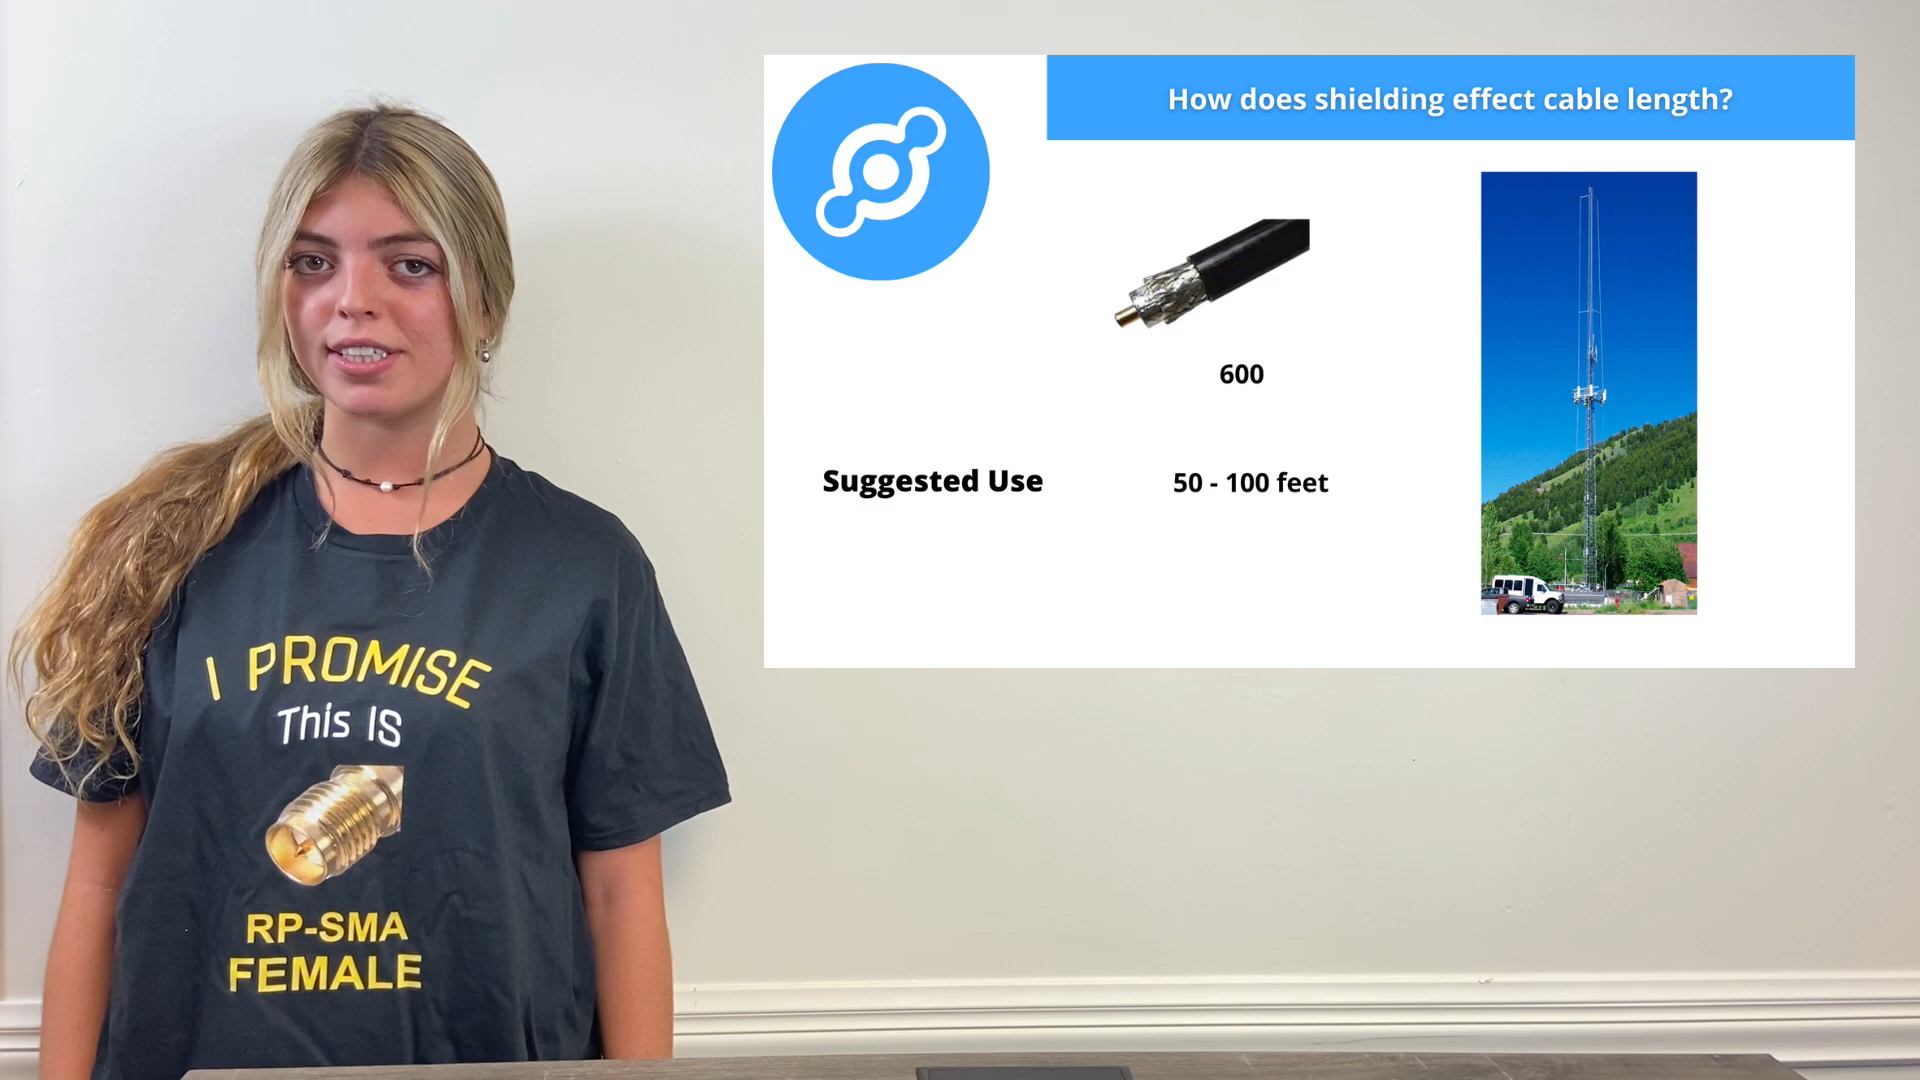 How does shielding effect cable length?
600
Suggested Use
50 - 100 feet
I PROMISE
This IS
RP-SMA
FEMALE